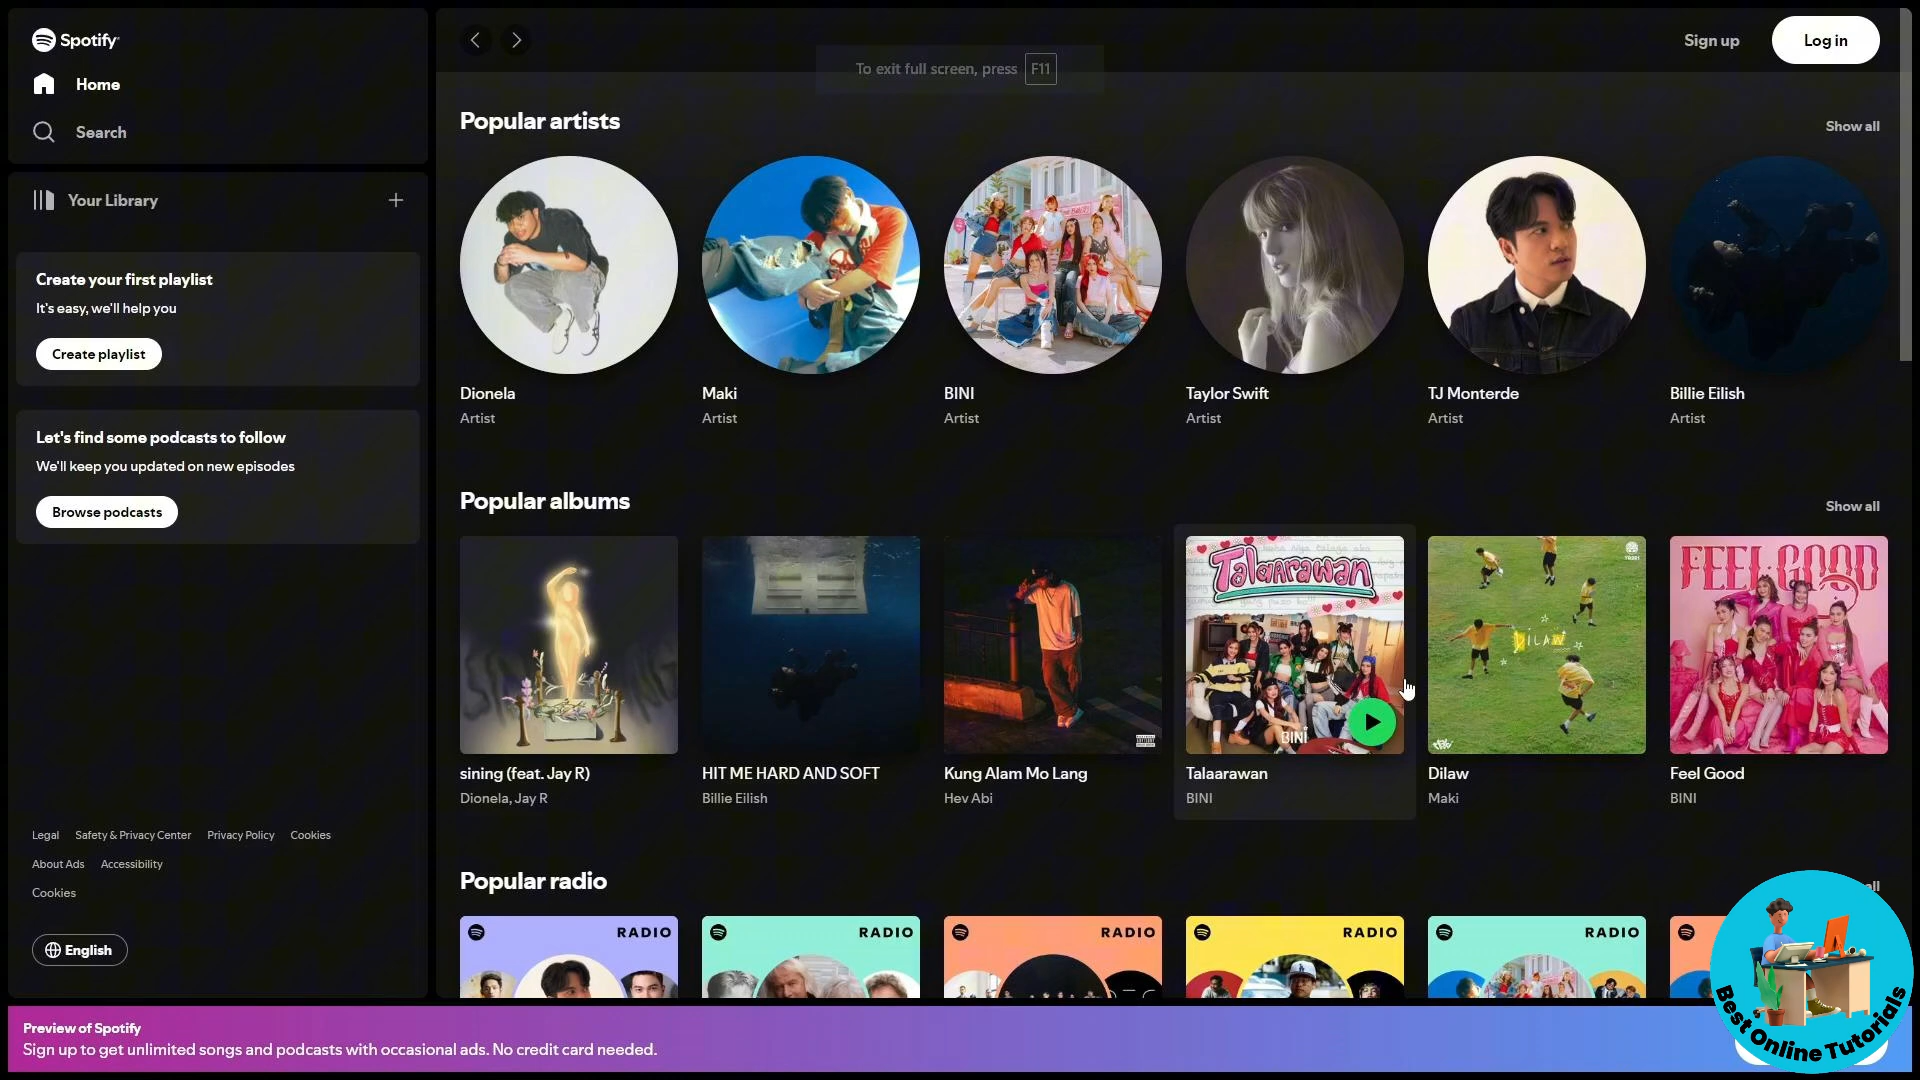 Spotify
Home
Search
Your Library
Create your first playlist
It's easy, we'll help you
Create playlist
Let's find some podcasts to follow
We'll keep you updated on new episodes
Browse podcasts
Legal Safety & Privacy Center Privacy Policy Cookies
About Ads Accessibility
Cookies
English
Sign up
Log in
To exit full screen, press F11
Popular artists
Show all
Dionela
Artist
Maki
Artist
BINI
Artist
Taylor Swift
Artist
TJ Monterde
Artist
Billie Eilish
Artist
Popular albums
Show all
Talaarawan
BINI
DILAW
FEEL GOOD
sining (feat. Jay R)
Dionela, Jay R
HIT ME HARD AND SOFT
Billie Eilish
Kung Alam Mo Lang
Hev Abi
Talaarawan
BINI
Dilaw
Maki
Feel Good
BINI
Popular radio
RADIO
RADIO
RADIO
RADIO
RADIO
Preview of Spotify
Sign up to get unlimited songs and podcasts with occasional ads. No credit card needed.
Best Online Tutorials